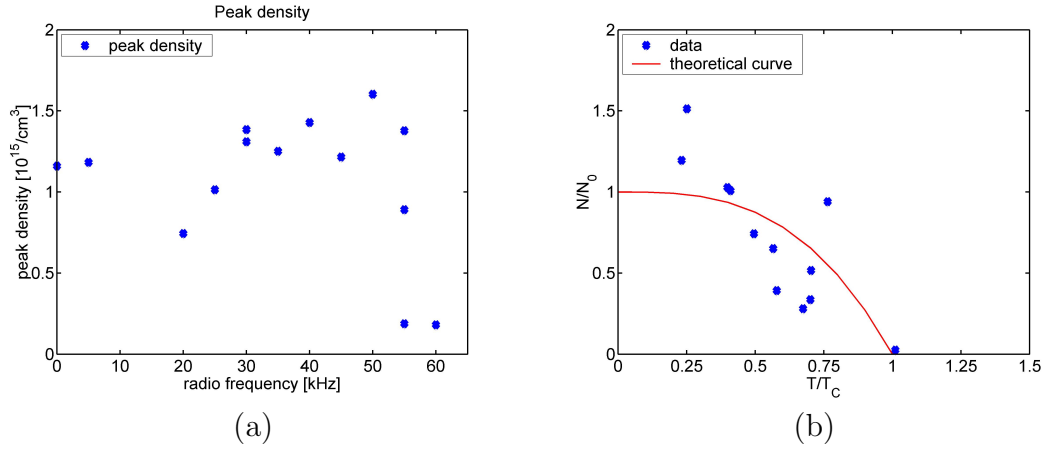 Peak density
2
1.5
1
0.5
0
peak density [10^15/cm^3]
peak density
0 10 20 30 40 50 60
radio frequency [kHz]
(a)
2
1.5
1
0.5
0
N/N_0
data
theoretical curve
0 0.25 0.5 0.75 1 1.25 1.5
T/T_C
(b)